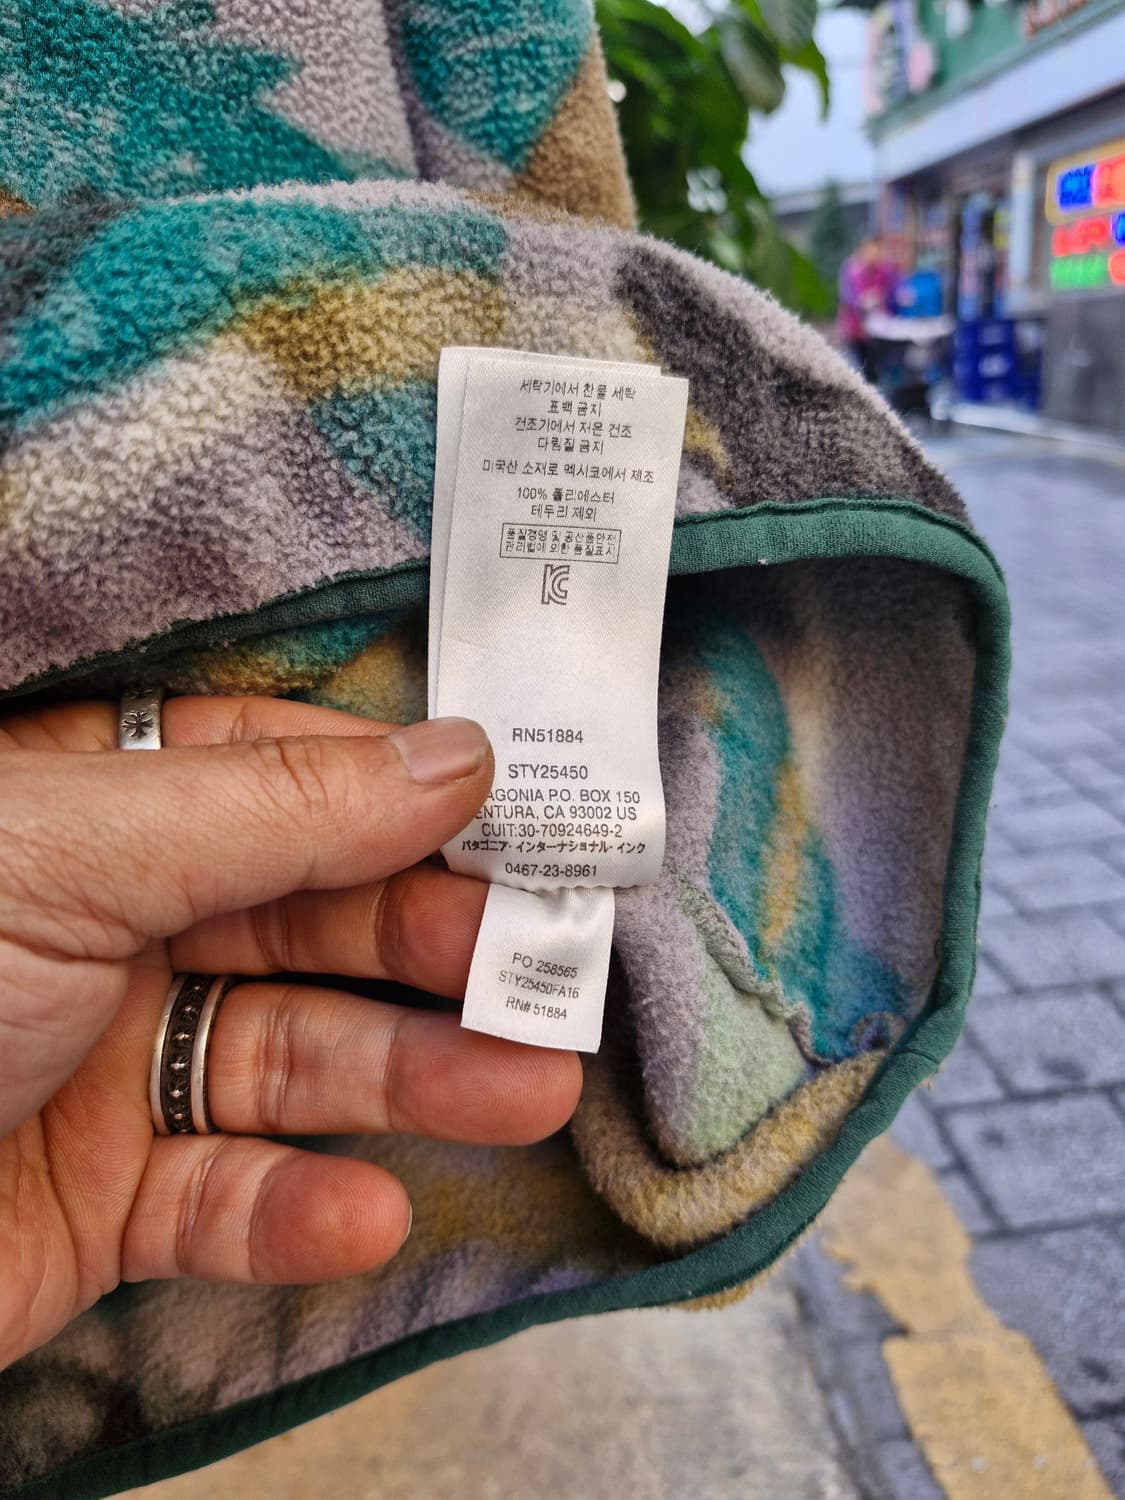 세탁기에서 찬물 세탁
표백 금지
건조기에서 저온 건조
다림질 금지
미국산 소재로 멕시코에서 제조
100% 폴리에스터
테두리 제외
품질경영 및 공산품안전
관리법에 의한 품질표시
RN51884
STY25450
AGONIA P.O. BOX 150
ENTURA, CA 93002 US
CUIT:30-70924649-2
パタゴニア・インターナショナル・インク
0467-23-8961
PO 258565
STY25450FA16
RN# 51884